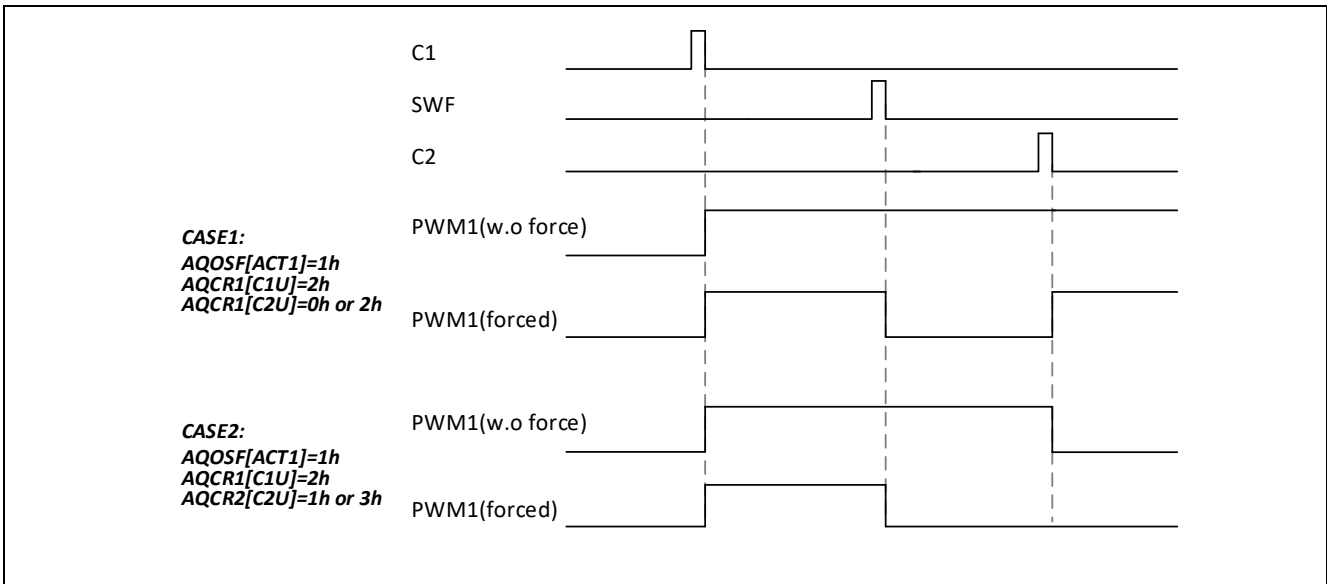 C1
SWF
C2
PWM1(w.o force)
CASE1:
AQOSF[ACT1]=1h
AQCR1[C1U]=2h
AQCR1[C2U]=0h or 2h
PWM1(forced)
PWM1(w.o force)
CASE2:
AQOSF[ACT1]=1h
AQCR1[C1U]=2h
AQCR2[C2U]=1h or 3h
PWM1(forced)